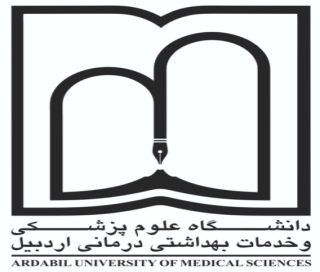 دانشگاه علوم پزشکی
وخدمات بهداشتی درمانی اردبیل
ARDABIL UNIVERSITY OF MEDICAL SCIENCES